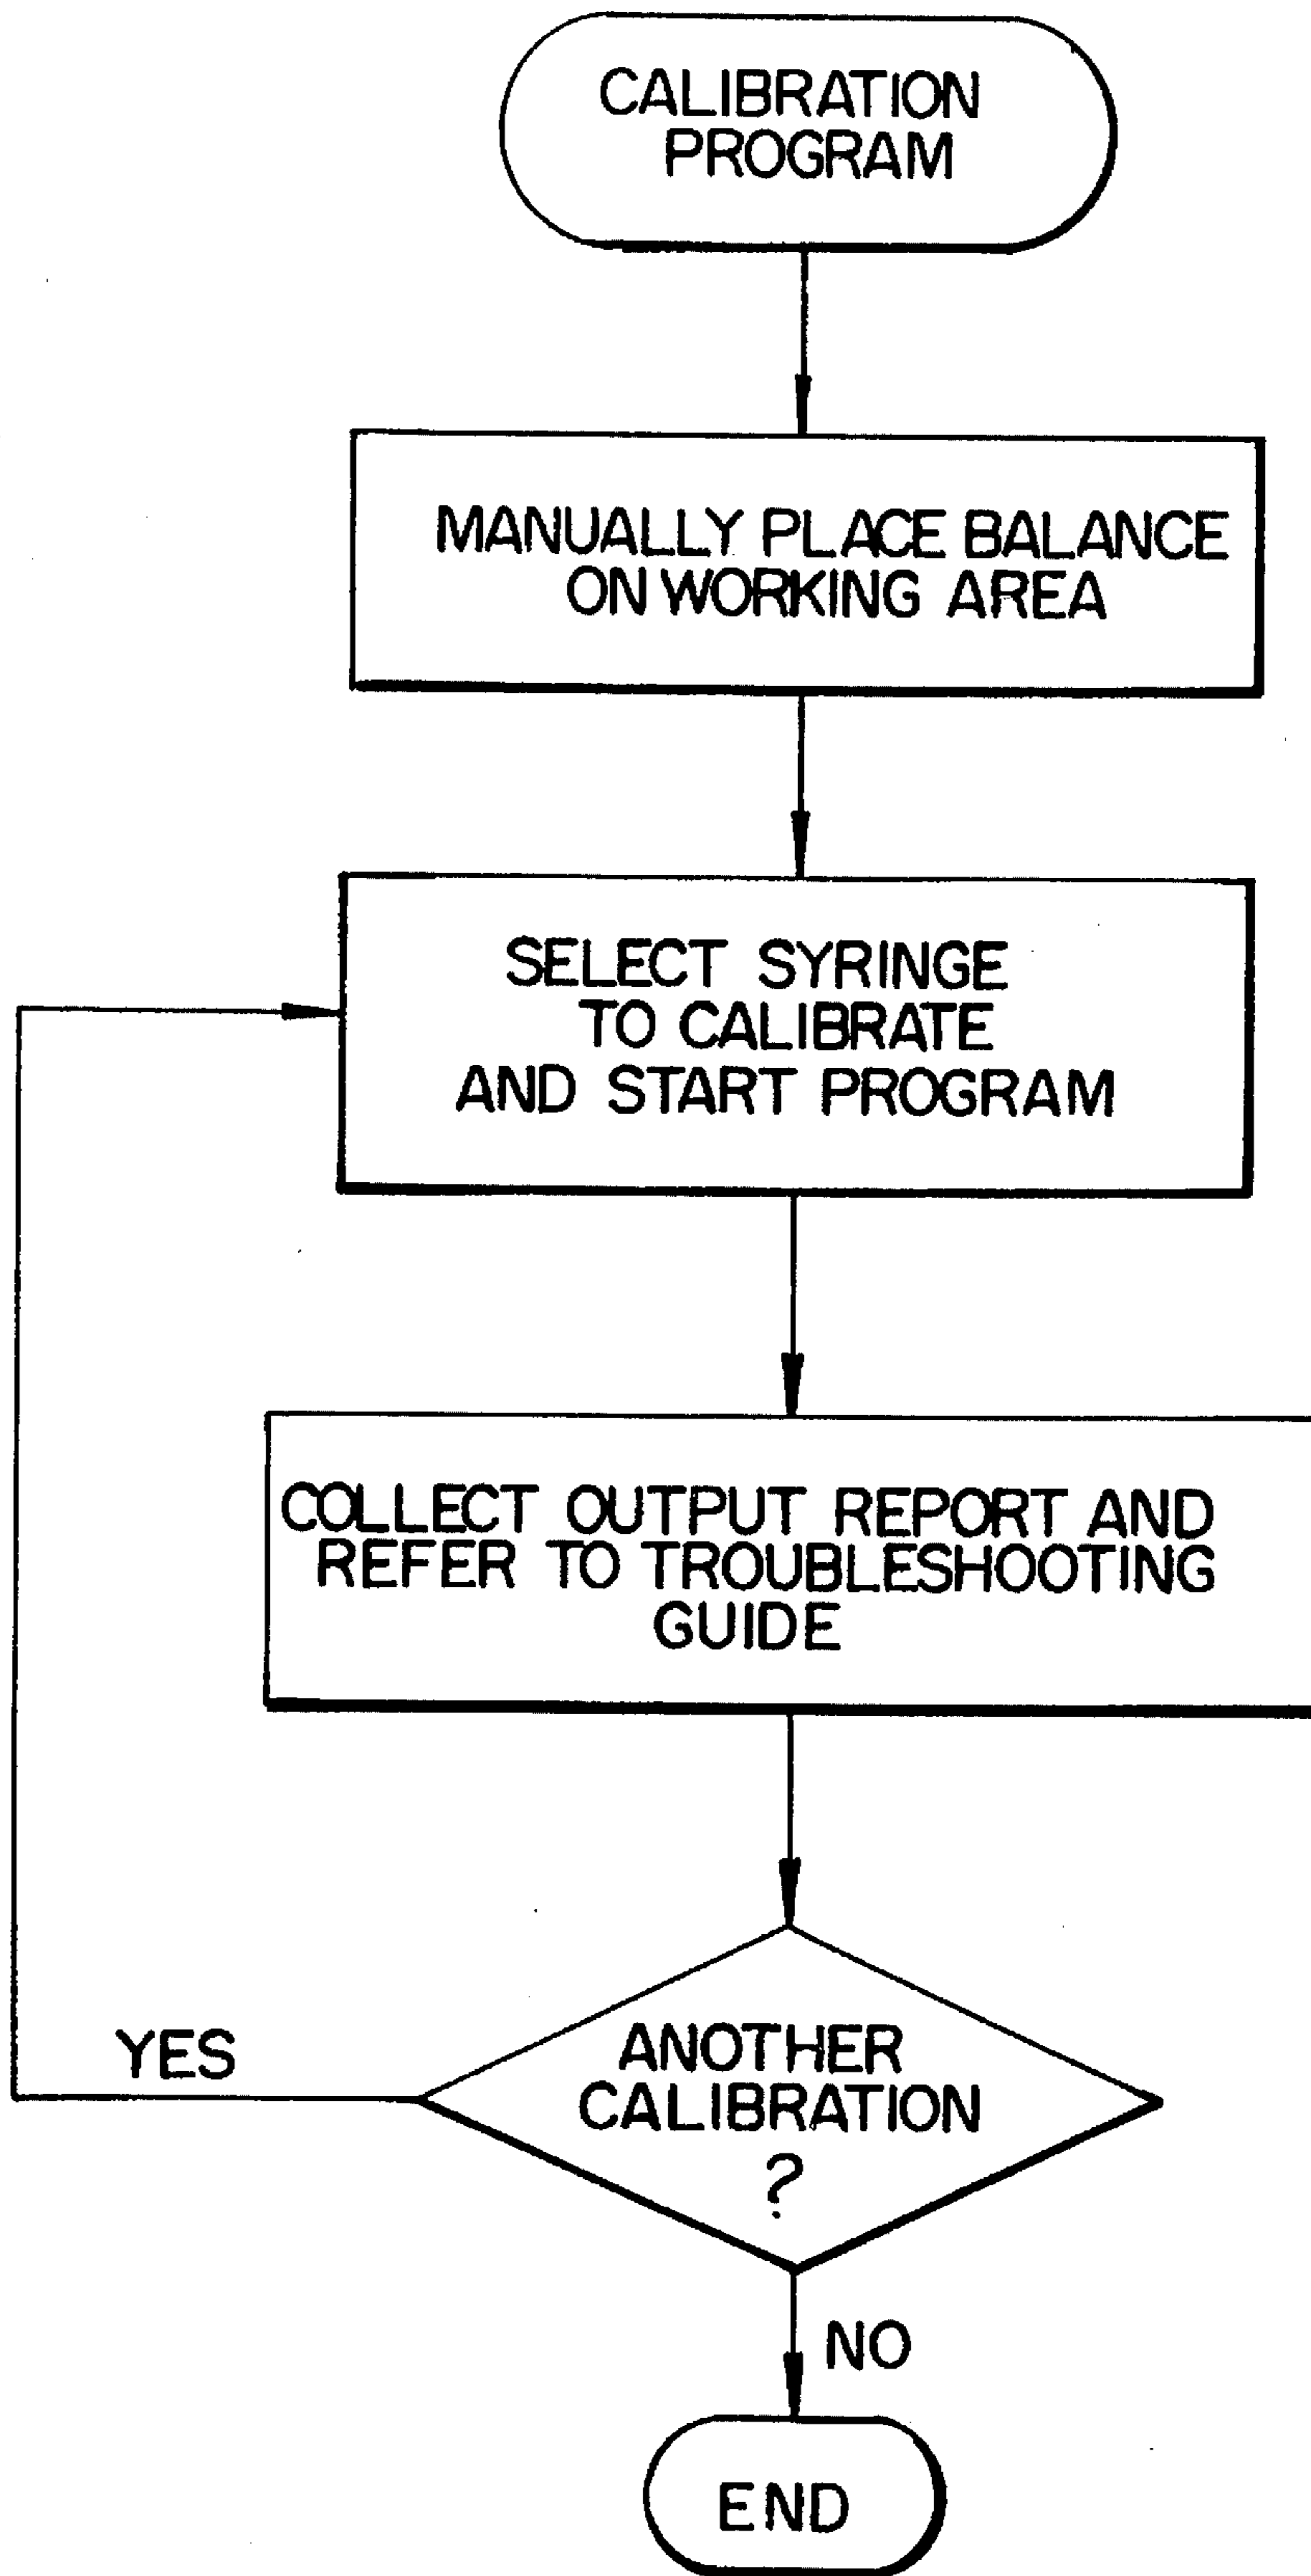 CALIBRATION
PROGRAM
MANUALLY PLACE BALANCE
ON WORKING AREA
SELECT SYRINGE
TO CALIBRATE
AND START PROGRAM
COLLECT OUTPUT REPORT AND
REFER TO TROUBLESHOOTING
GUIDE
YES
ANOTHER
CALIBRATION
?
NO
END